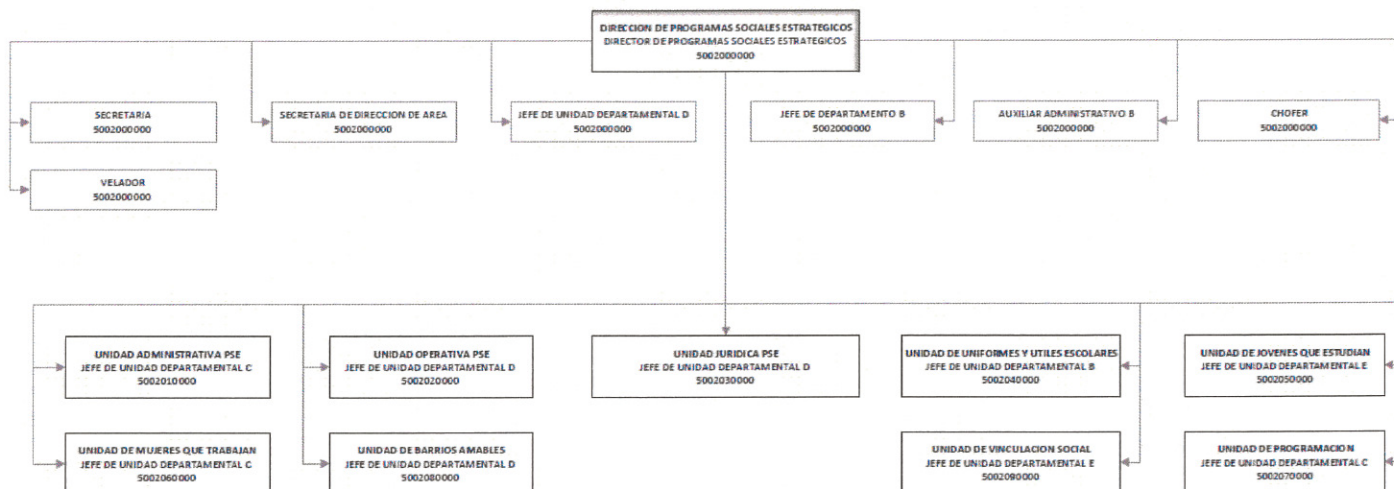 DIRECCION DE PROGRAMAS SOCIALES ESTRATEGICOS
DIRECTOR DE PROGRAMAS SOCIALES ESTRATEGICOS
5002000000
SECRETARIA
5002000000
SECRETARIA DE DIRECCION DE AREA
5002000000
JEFE DE UNIDAD DEPARTAMENTAL D
5002000000
JEFE DE DEPARTAMENTO B
5002000000
AUXILIAR ADMINISTRATIVO B
5002000000
CHOFER
5002000000
VELADOR
5002000000
UNIDAD ADMINISTRATIVA PSE
JEFE DE UNIDAD DEPARTAMENTAL C
5002010000
UNIDAD OPERATIVA PSE
JEFE DE UNIDAD DEPARTAMENTAL D
5002020000
UNIDAD JURIDICA PSE
JEFE DE UNIDAD DEPARTAMENTAL D
5002030000
UNIDAD DE UNIFORMES Y UTILES ESCOLARES
JEFE DE UNIDAD DEPARTAMENTAL B
5002040000
UNIDAD DE JOVENES QUE ESTUDIAN
JEFE DE UNIDAD DEPARTAMENTAL E
5002050000
UNIDAD DE MUJERES QUE TRABAJAN
JEFE DE UNIDAD DEPARTAMENTAL C
5002060000
UNIDAD DE BARRIOS AMABLES
JEFE DE UNIDAD DEPARTAMENTAL D
5002080000
UNIDAD DE VINCULACION SOCIAL
JEFE DE UNIDAD DEPARTAMENTAL E
5002090000
UNIDAD DE PROGRAMACION
JEFE DE UNIDAD DEPARTAMENTAL C
5002070000